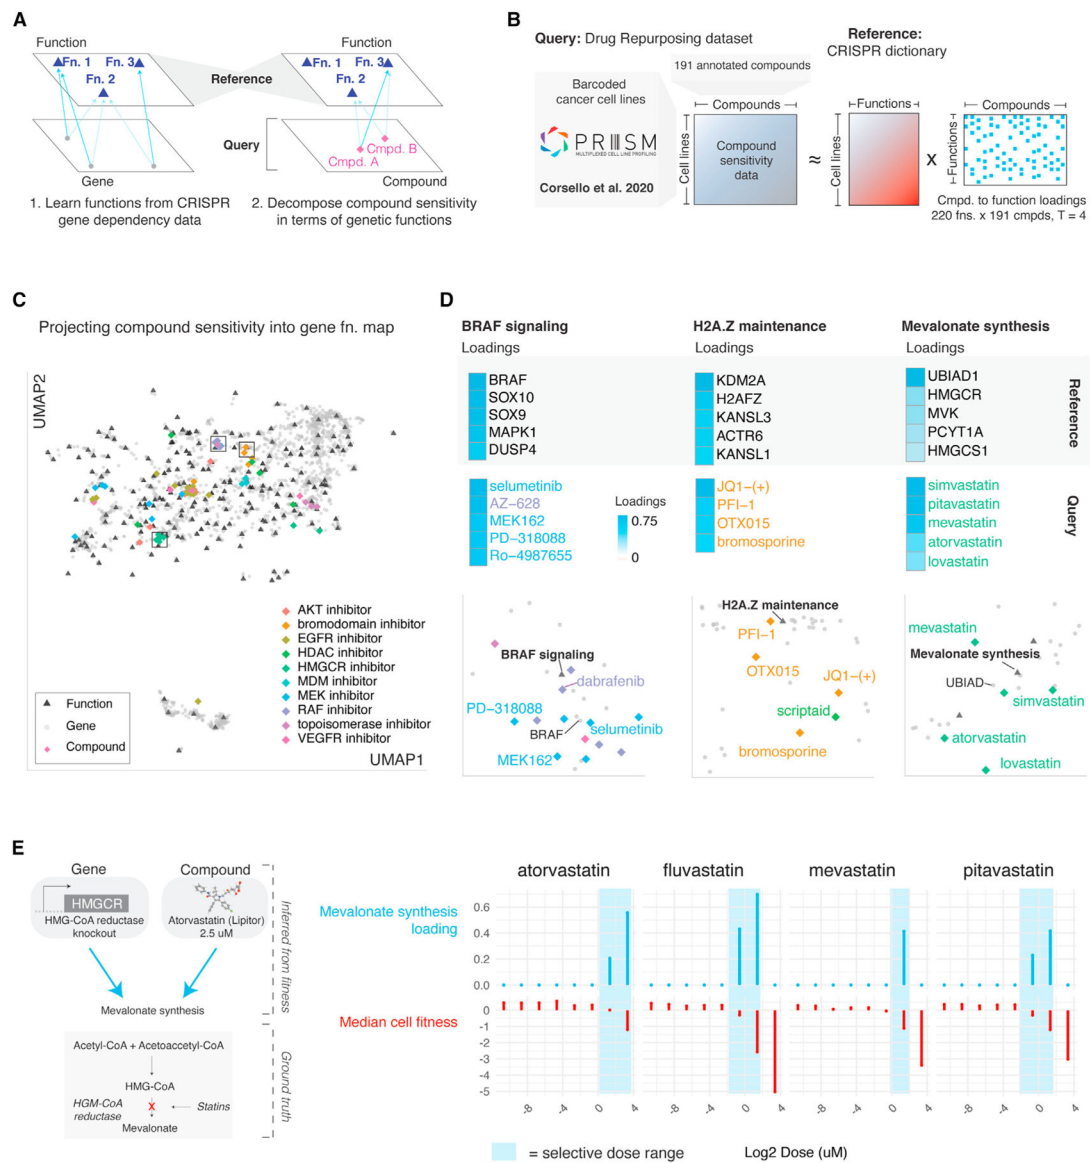 A
Function
Fn. 1
Fn. 3
Fn. 2
Gene
Reference
Query
Function
Fn. 1
Fn. 3
Fn. 2
Cmpd. B
Cmpd. A
Compound
1. Learn functions from CRISPR
gene dependency data
2. Decompose compound sensitivity
in terms of genetic functions
B
Query: Drug Repurposing dataset
Reference:
CRISPR dictionary
191 annotated compounds
Barcoded
cancer cell lines
PRISM
MULTIPLEXED CELL LINE PROFILING
Corsello et al. 2020
Compounds
Cell lines
Compound
sensitivity
data
≈
Functions
Cell lines
X
Compounds
Functions
Cmpd. to function loadings
220 fns. x 191 cmpds, T = 4
C
Projecting compound sensitivity into gene fn. map
UMAP2
UMAP1
Function
Gene
Compound
AKT inhibitor
bromodomain inhibitor
EGFR inhibitor
HDAC inhibitor
HMGCR inhibitor
MDM inhibitor
MEK inhibitor
RAF inhibitor
topoisomerase inhibitor
VEGFR inhibitor
D
BRAF signaling
Loadings
BRAF
SOX10
SOX9
MAPK1
DUSP4
selumetinib
AZ-628
MEK162
PD-318088
Ro-4987655
Loadings
0.75
0
H2A.Z maintenance
Loadings
KDM2A
H2AFZ
KANSL3
ACTR6
KANSL1
JQ1-(+)
PFI-1
OTX015
bromosporine
Mevalonate synthesis
Loadings
UBIAD1
HMGCR
MVK
PCYT1A
HMGCS1
simvastatin
pitavastatin
mevastatin
atorvastatin
lovastatin
Reference
Query
BRAF signaling
dabrafenib
PD-318088
BRAF
selumetinib
MEK162
H2A.Z maintenance
PFI-1
OTX015
JQ1-(+)
scriptaid
bromosporine
mevastatin
Mevalonate synthesis
UBIAD
simvastatin
atorvastatin
lovastatin
E
Gene
HMGCR
HMG-CoA reductase
knockout
Compound
Atorvastatin (Lipitor)
2.5 uM
Mevalonate synthesis
Inferred from fitness
Acetyl-CoA + Acetoaccetyl-CoA
HMG-CoA
HGM-CoA
reductase
X
Statins
Mevalonate
Ground truth
Mevalonate synthesis
loading
Median cell fitness
atorvastatin
fluvastatin
mevastatin
pitavastatin
0.6
0.4
0.2
0.0
0
-1
-2
-3
-4
-5
-8
-4
0
4
-8
-4
0
4
-8
-4
0
4
-8
-4
0
4
= selective dose range
Log2 Dose (uM)